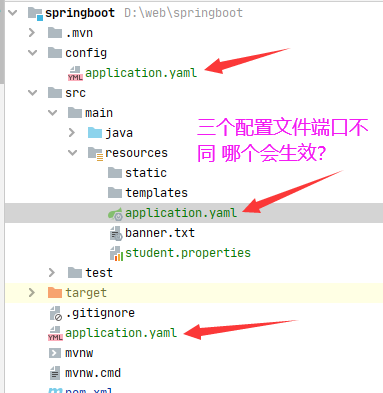 springboot D:\web\springboot
.mvn
config
application.yaml
src
main
java
三个配置文件端口不
同 哪个会生效?
resources
static
templates
application.yaml
banner.txt
student.properties
test
target
.gitignore
application.yaml
mvnw
mvnw.cmd
pom.xml